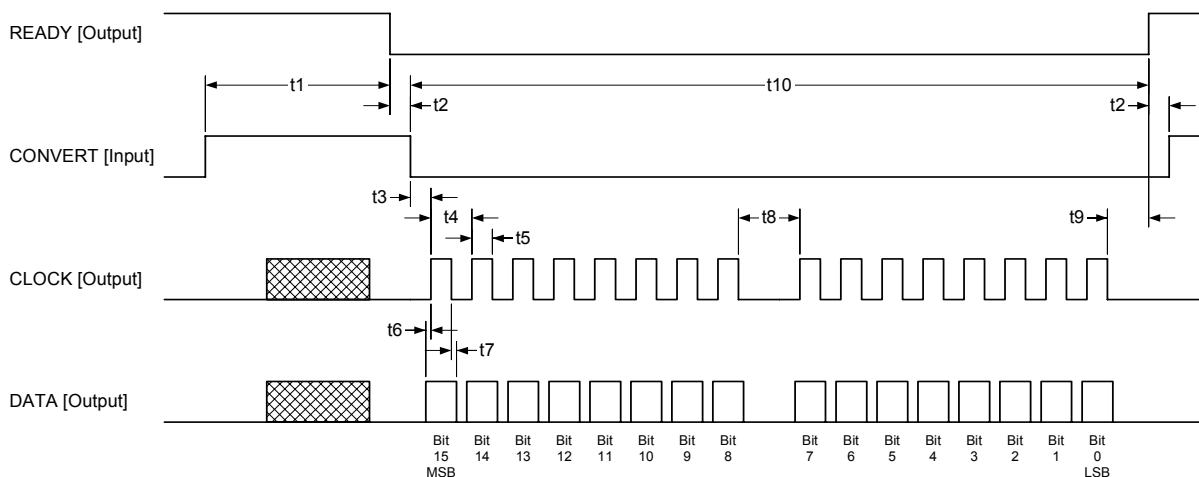 READY [Output]
t1
t10
t2
t2
CONVERT [Input]
t3
t4
t8
t9
t5
CLOCK [Output]
t6
t7
DATA [Output]
Bit 15 MSB
Bit 14
Bit 13
Bit 12
Bit 11
Bit 10
Bit 9
Bit 8
Bit 7
Bit 6
Bit 5
Bit 4
Bit 3
Bit 2
Bit 1
Bit 0 LSB